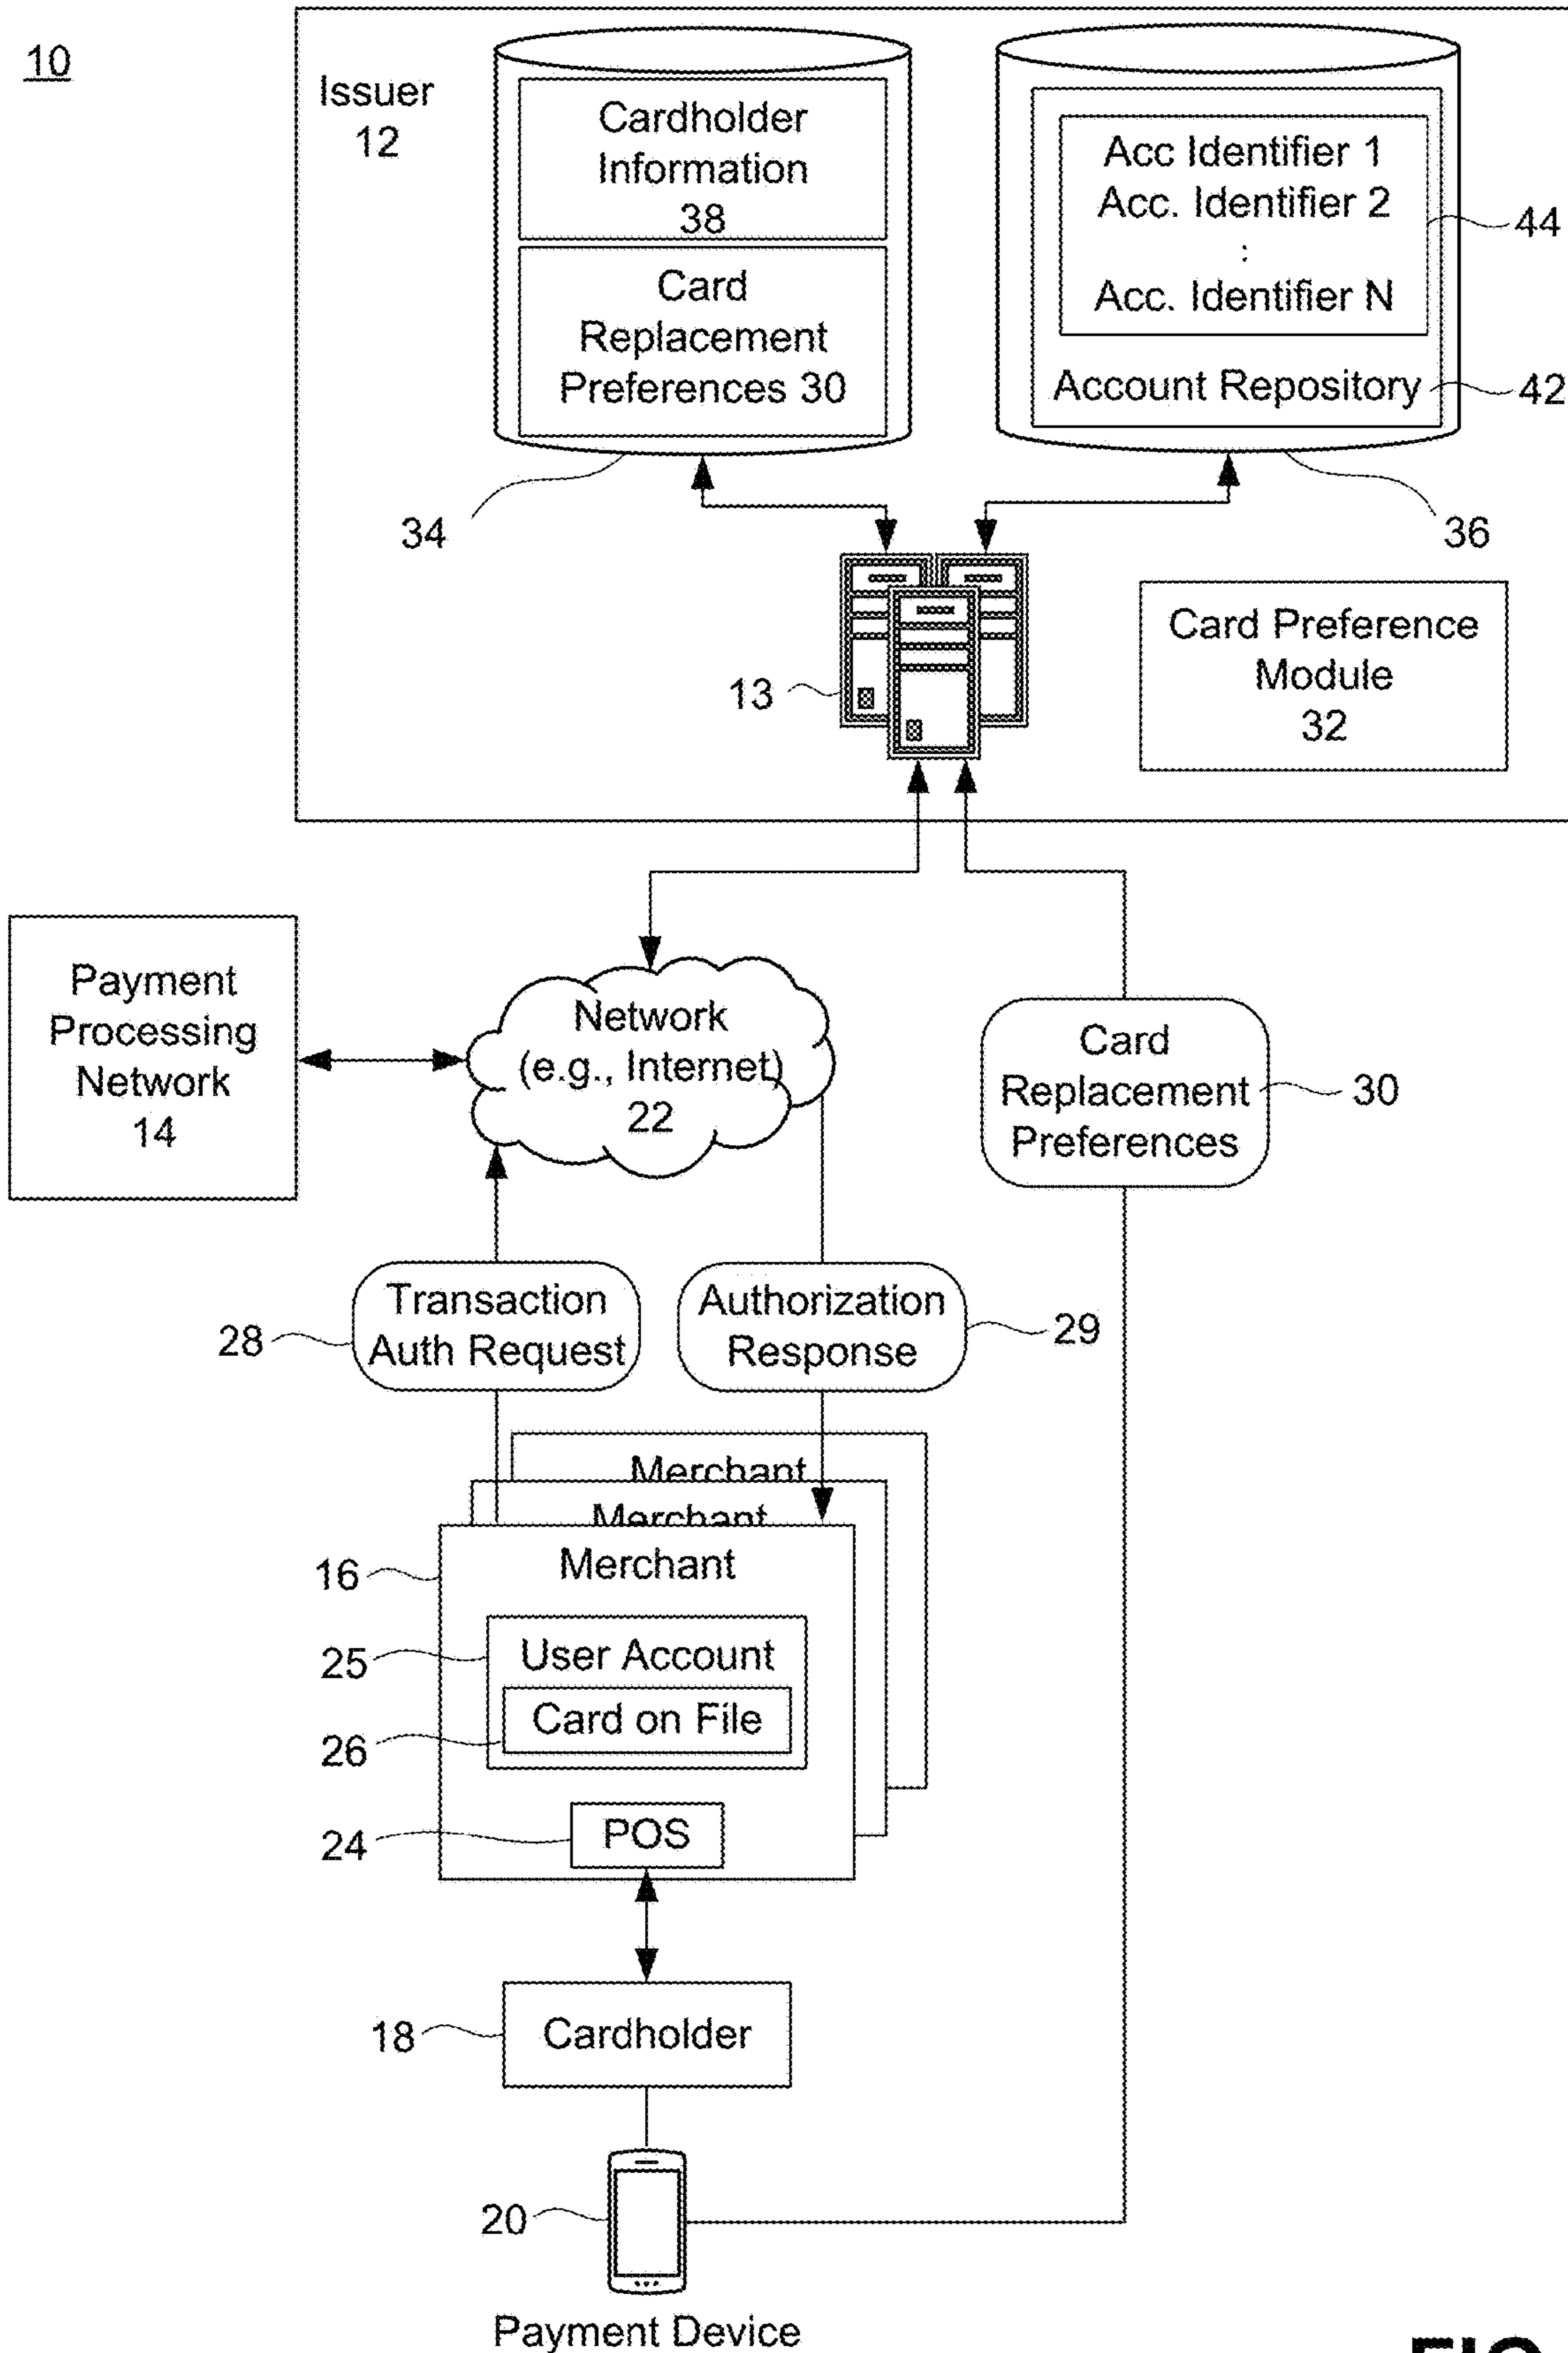 10
Issuer
12
Cardholder
Information
38
Card
Replacement
Preferences 30
Acc Identifier 1
Acc. Identifier 2
:
Acc. Identifier N
Account Repository
44
42
34
36
13
Card Preference
Module
32
Payment
Processing
Network
14
Network
(e.g., Internet)
22
Card
Replacement
Preferences
30
Transaction
Auth Request
28
Authorization
Response
29
Merchant
Merchant
Merchant
16
User Account
25
Card on File
26
POS
24
Cardholder
18
20
Payment Device
FIG